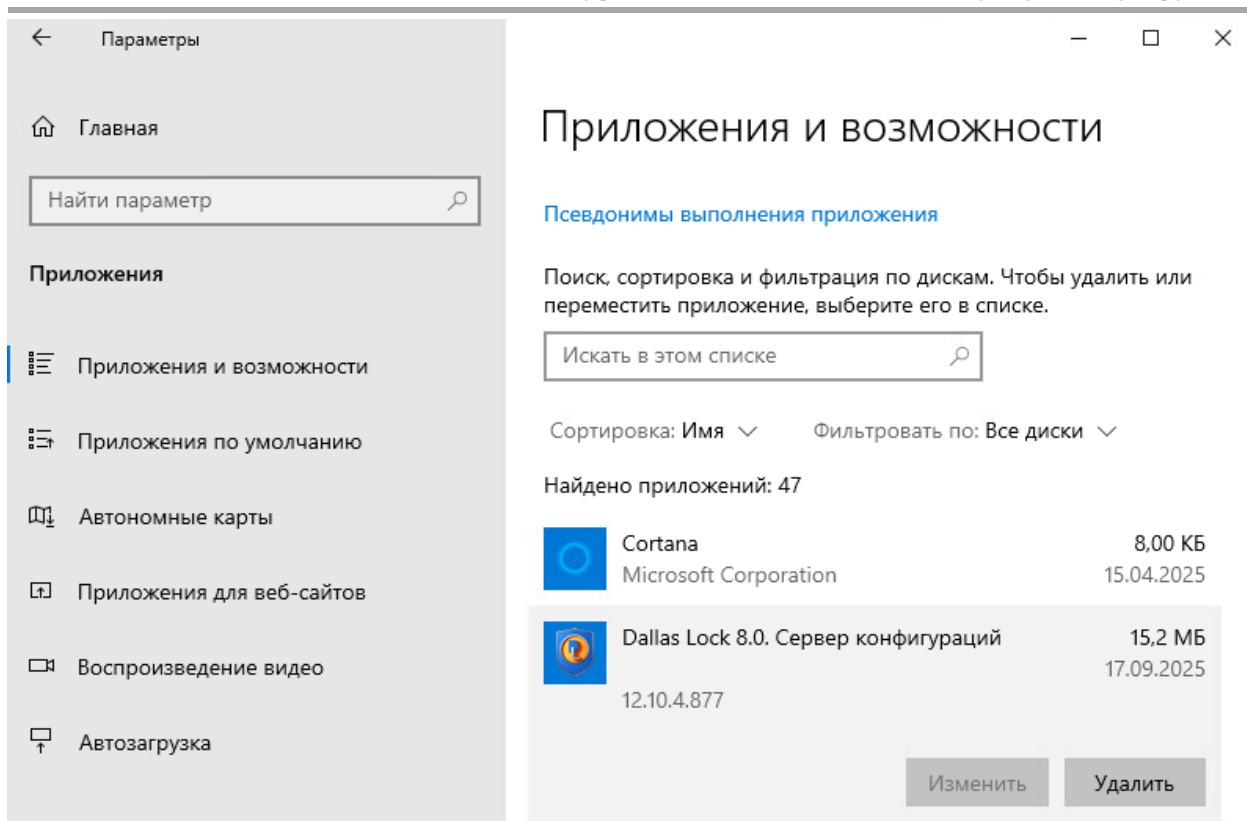 Параметры
Главная
Найти параметр
Приложения
Приложения и возможности
Приложения по умолчанию
Автономные карты
Приложения для веб-сайтов
Воспроизведение видео
Автозагрузка
Приложения и возможности
Псевдонимы выполнения приложения
Поиск, сортировка и фильтрация по дискам. Чтобы удалить или
переместить приложение, выберите его в списке.
Искать в этом списке
Сортировка: Имя Фильтровать по: Все диски
Найдено приложений: 47
Cortana 8,00 КБ
Microsoft Corporation 15.04.2025
Dallas Lock 8.0. Сервер конфигураций 15,2 МБ
17.09.2025
12.10.4.877
Изменить Удалить